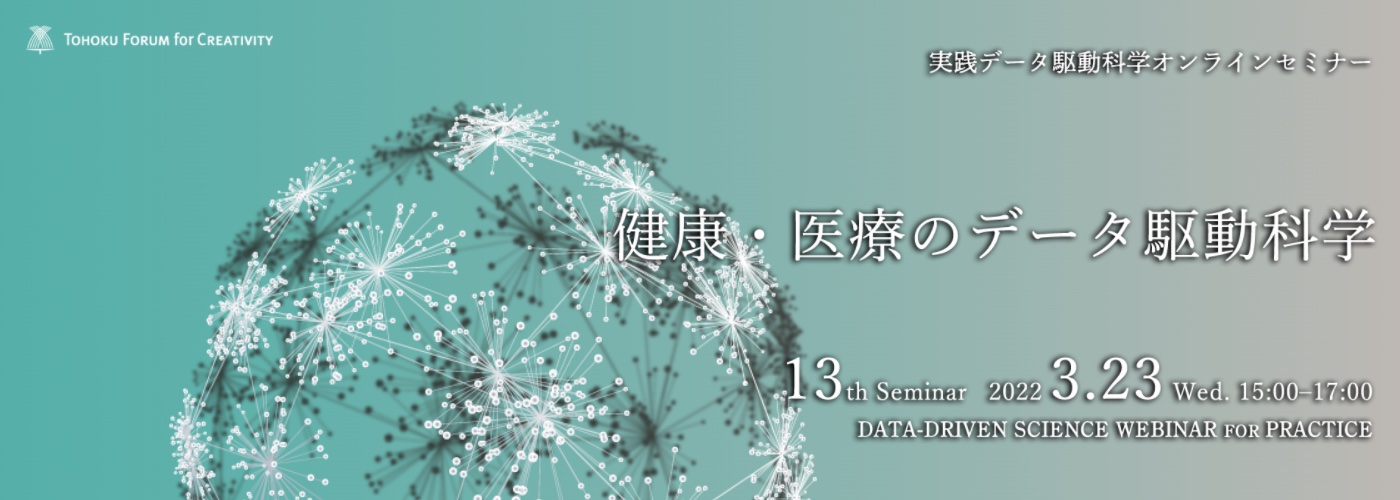 TOHOKU FORUM for CREATIVITY
実践データ駆動科学オンラインセミナー
健康・医療のデータ駆動科学
13th Seminar 2022 3.23 Wed. 15:00–17:00
DATA-DRIVEN SCIENCE WEBINAR FOR PRACTICE